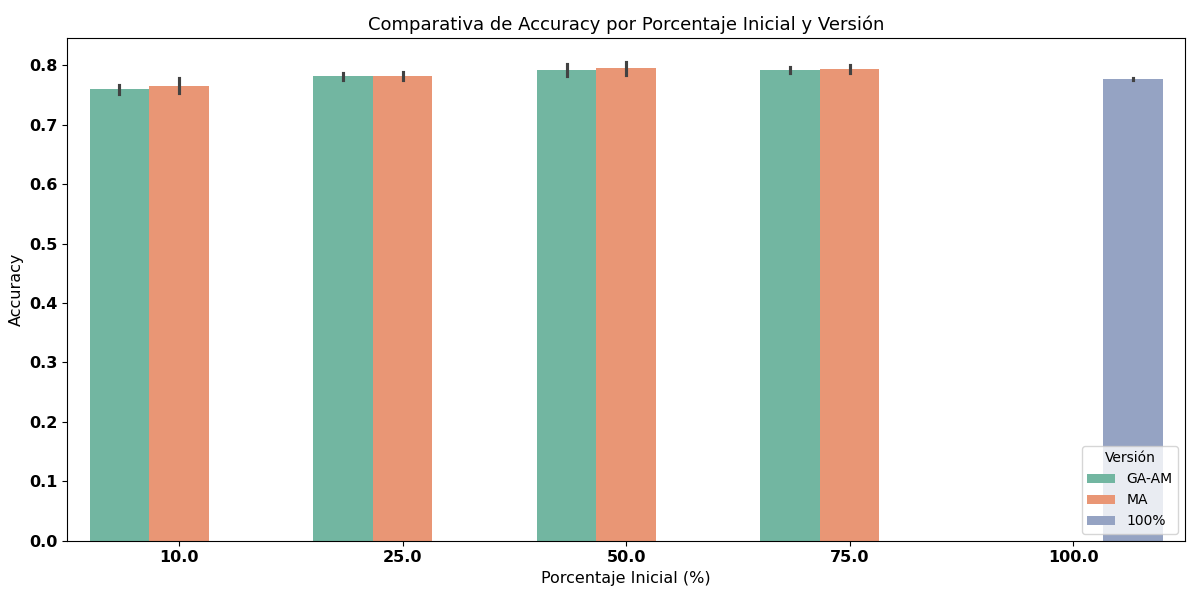 Comparativa de Accuracy por Porcentaje Inicial y Versión
Accuracy
0.8
0.7
0.6
0.5
0.4
0.3
0.2
0.1
0.0
10.0
25.0
50.0
75.0
100.0
Porcentaje Inicial (%)
Versión
GA-AM
MA
100%